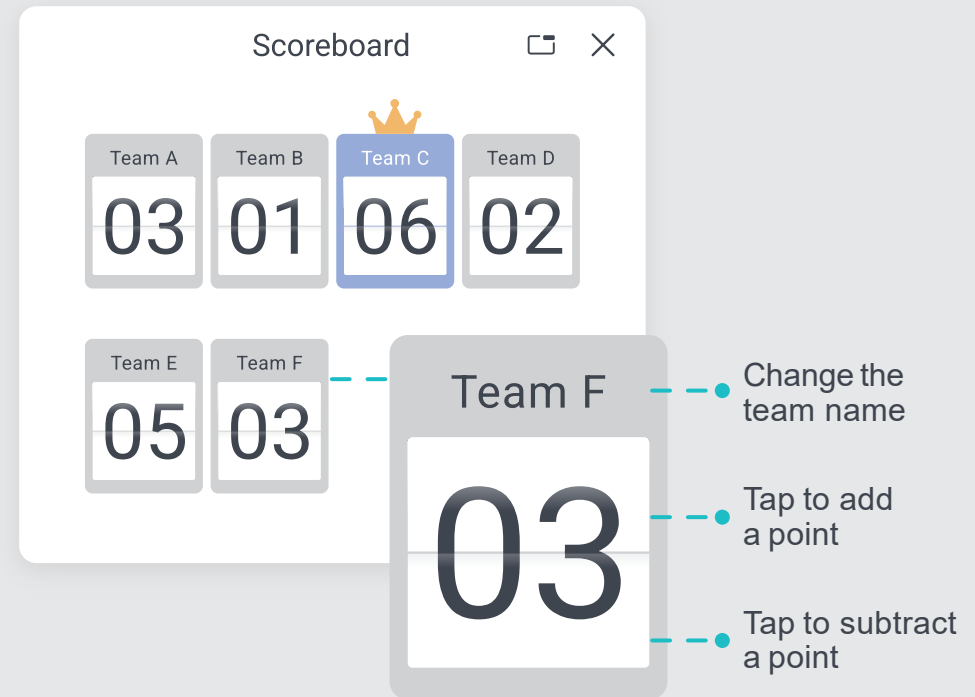 Scoreboard
Team A
Team B
Team C
Team D
03
01
06
02
Team E
Team F
05
03
Team F
03
Change the
team name
Tap to add
a point
Tap to subtract
a point